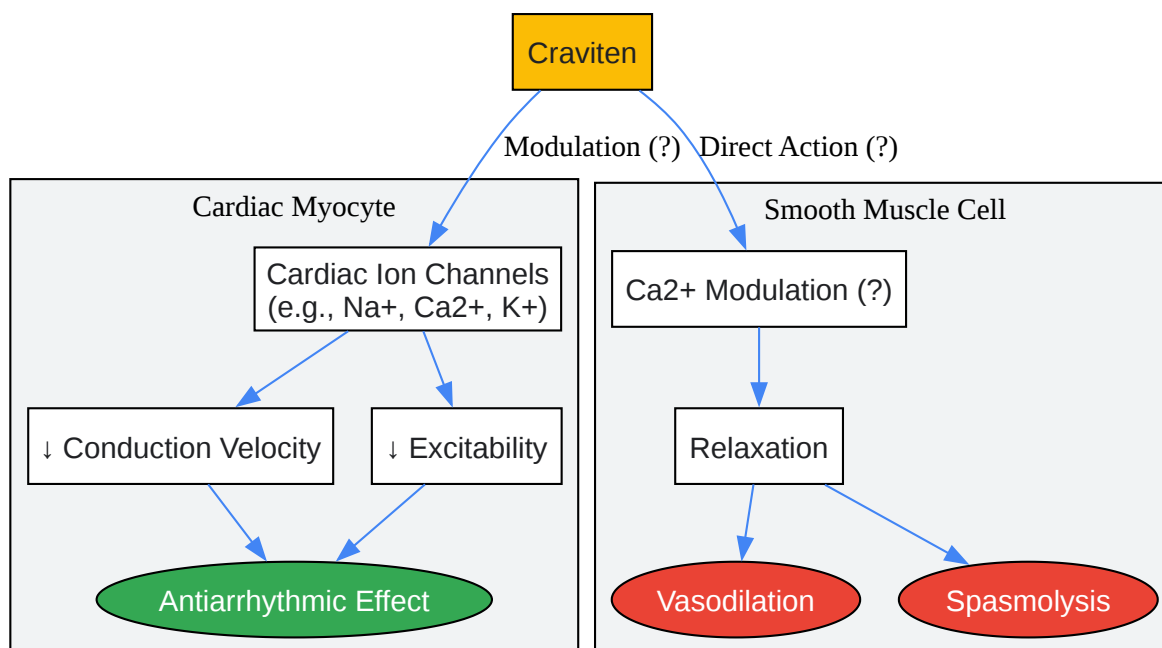 Craviten
Modulation (?)
Direct Action (?)
Cardiac Myocyte
Smooth Muscle Cell
Cardiac Ion Channels
(e.g., Na+, Ca2+, K+)
Ca2+ Modulation (?)
↓ Conduction Velocity
↓ Excitability
Relaxation
Antiarrhythmic Effect
Vasodilation
Spasmolysis